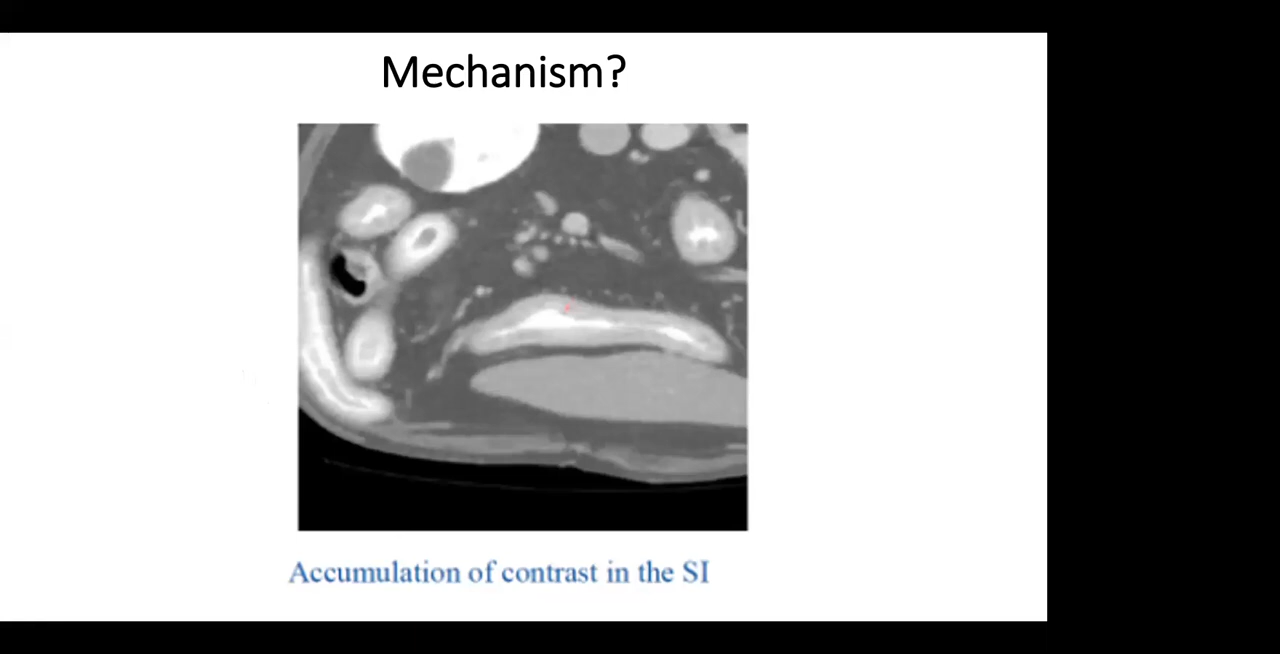 Mechanism?
Accumulation of contrast in the SI